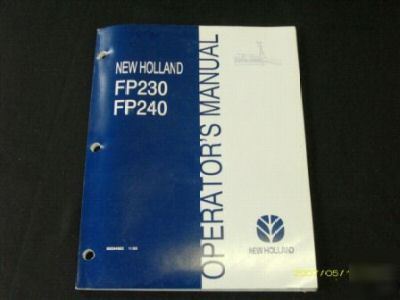 NEW HOLLAND
FP230
FP240
OPERATOR'S MANUAL
NEW HOLLAND